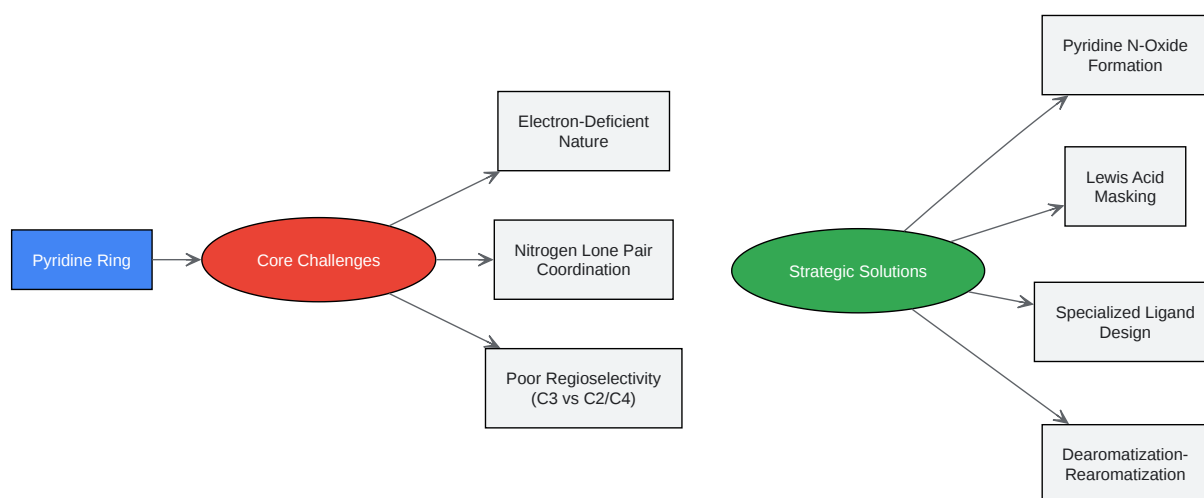 Pyridine Ring
Core Challenges
Electron-Deficient
Nature
Nitrogen Lone Pair
Coordination
Poor Regioselectivity
(C3 vs C2/C4)
Strategic Solutions
Pyridine N-Oxide
Formation
Lewis Acid
Masking
Specialized Ligand
Design
Dearomatization-
Rearomatization